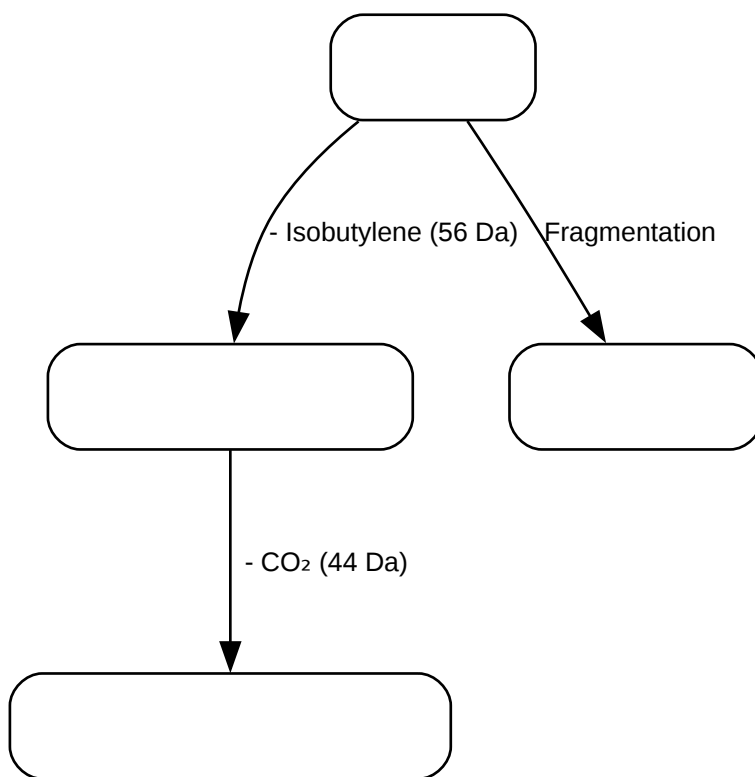 - Isobutylene (56 Da)
Fragmentation
- CO₂ (44 Da)